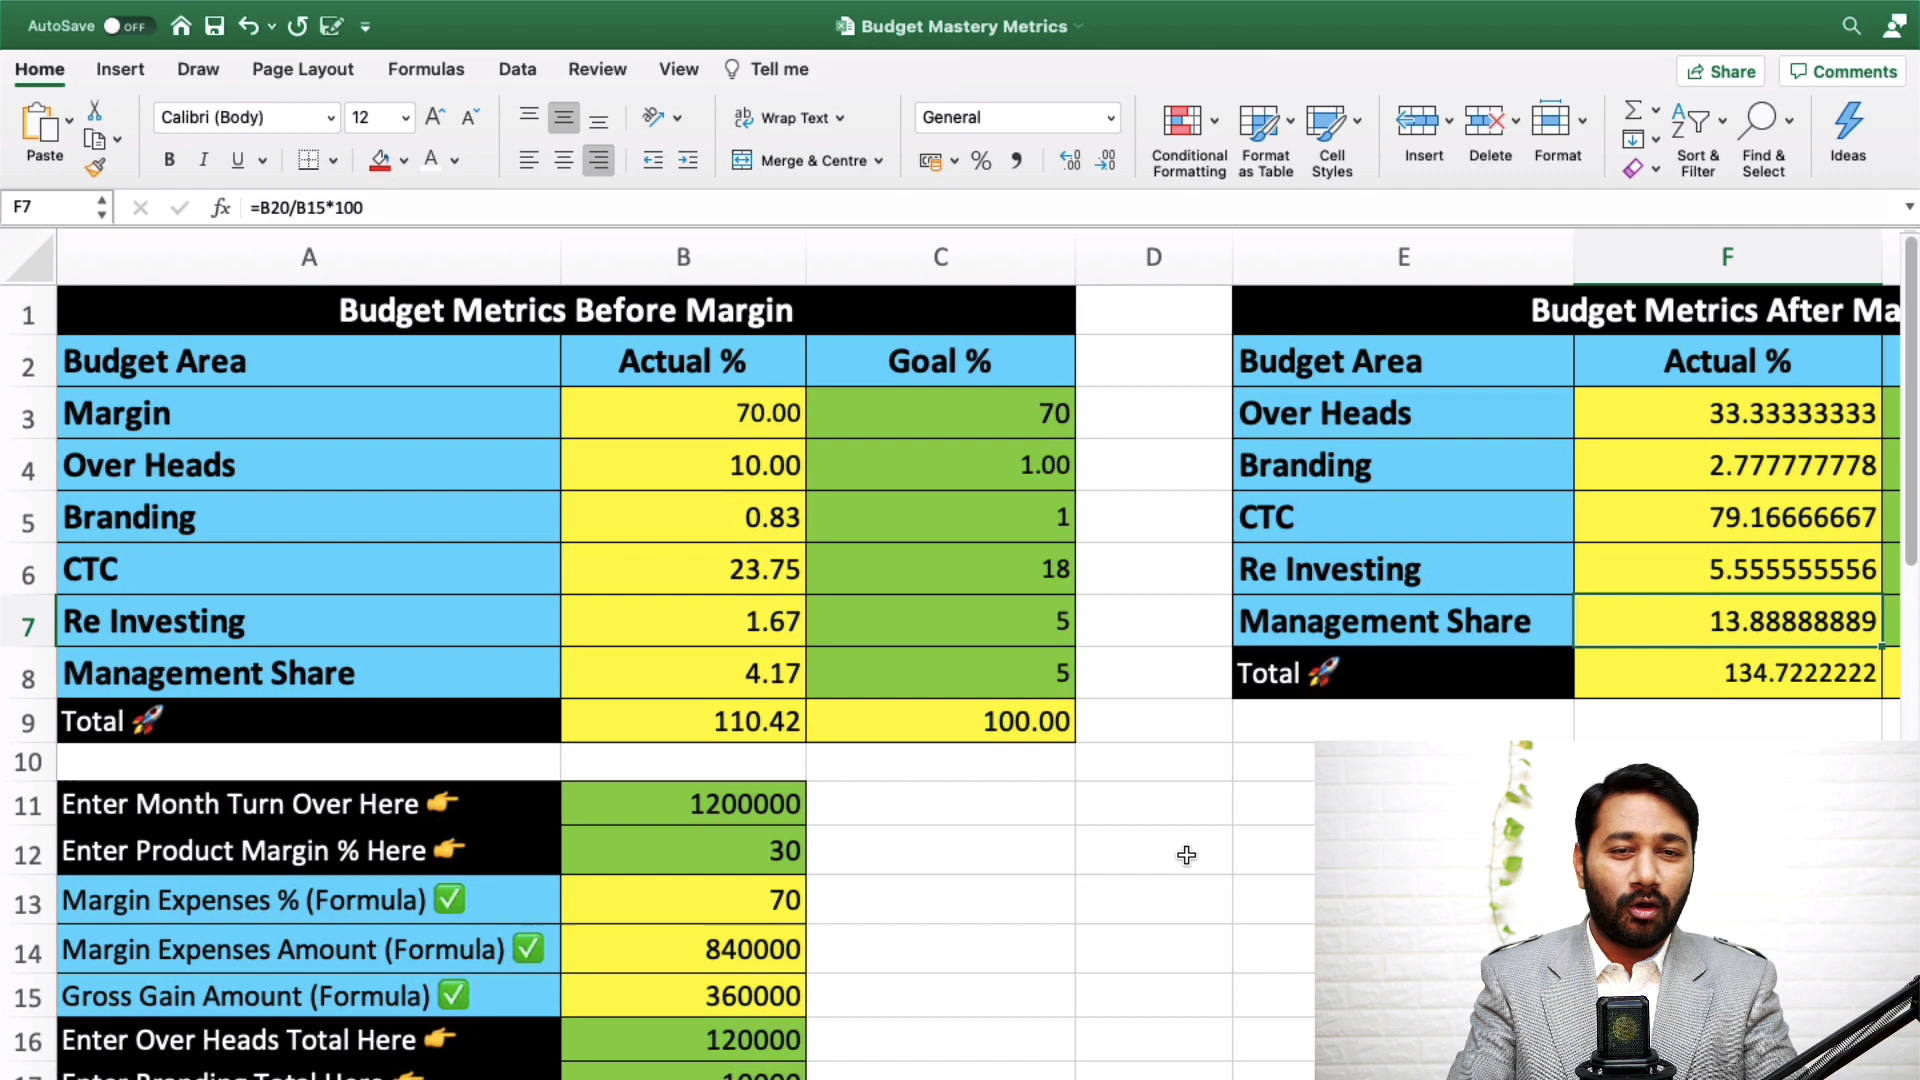 AutoSave OFF
Budget Mastery Metrics
Home Insert Draw Page Layout Formulas Data Review View Tell me Share Comments
Paste Calibri (Body) 12 Wrap Text General
B I U Merge & Centre % Conditional Formatting Format as Table Cell Styles Insert Delete Format Sort & Filter Find & Select Ideas
F7 fx =B20/B15*100
A B C D E F
1 Budget Metrics Before Margin Budget Metrics After Ma
2 Budget Area Actual % Goal % Budget Area Actual %
3 Margin 70.00 70 Over Heads 33.33333333
4 Over Heads 10.00 1.00 Branding 2.777777778
5 Branding 0.83 1 CTC 79.16666667
6 CTC 23.75 18 Re Investing 5.555555556
7 Re Investing 1.67 5 Management Share 13.88888889
8 Management Share 4.17 5 Total 🚀 134.7222222
9 Total 🚀 110.42 100.00
10
11 Enter Month Turn Over Here 👉 1200000
12 Enter Product Margin % Here 👉 30
13 Margin Expenses % (Formula) ✅ 70
14 Margin Expenses Amount (Formula) ✅ 840000
15 Gross Gain Amount (Formula) ✅ 360000
16 Enter Over Heads Total Here 👉 120000